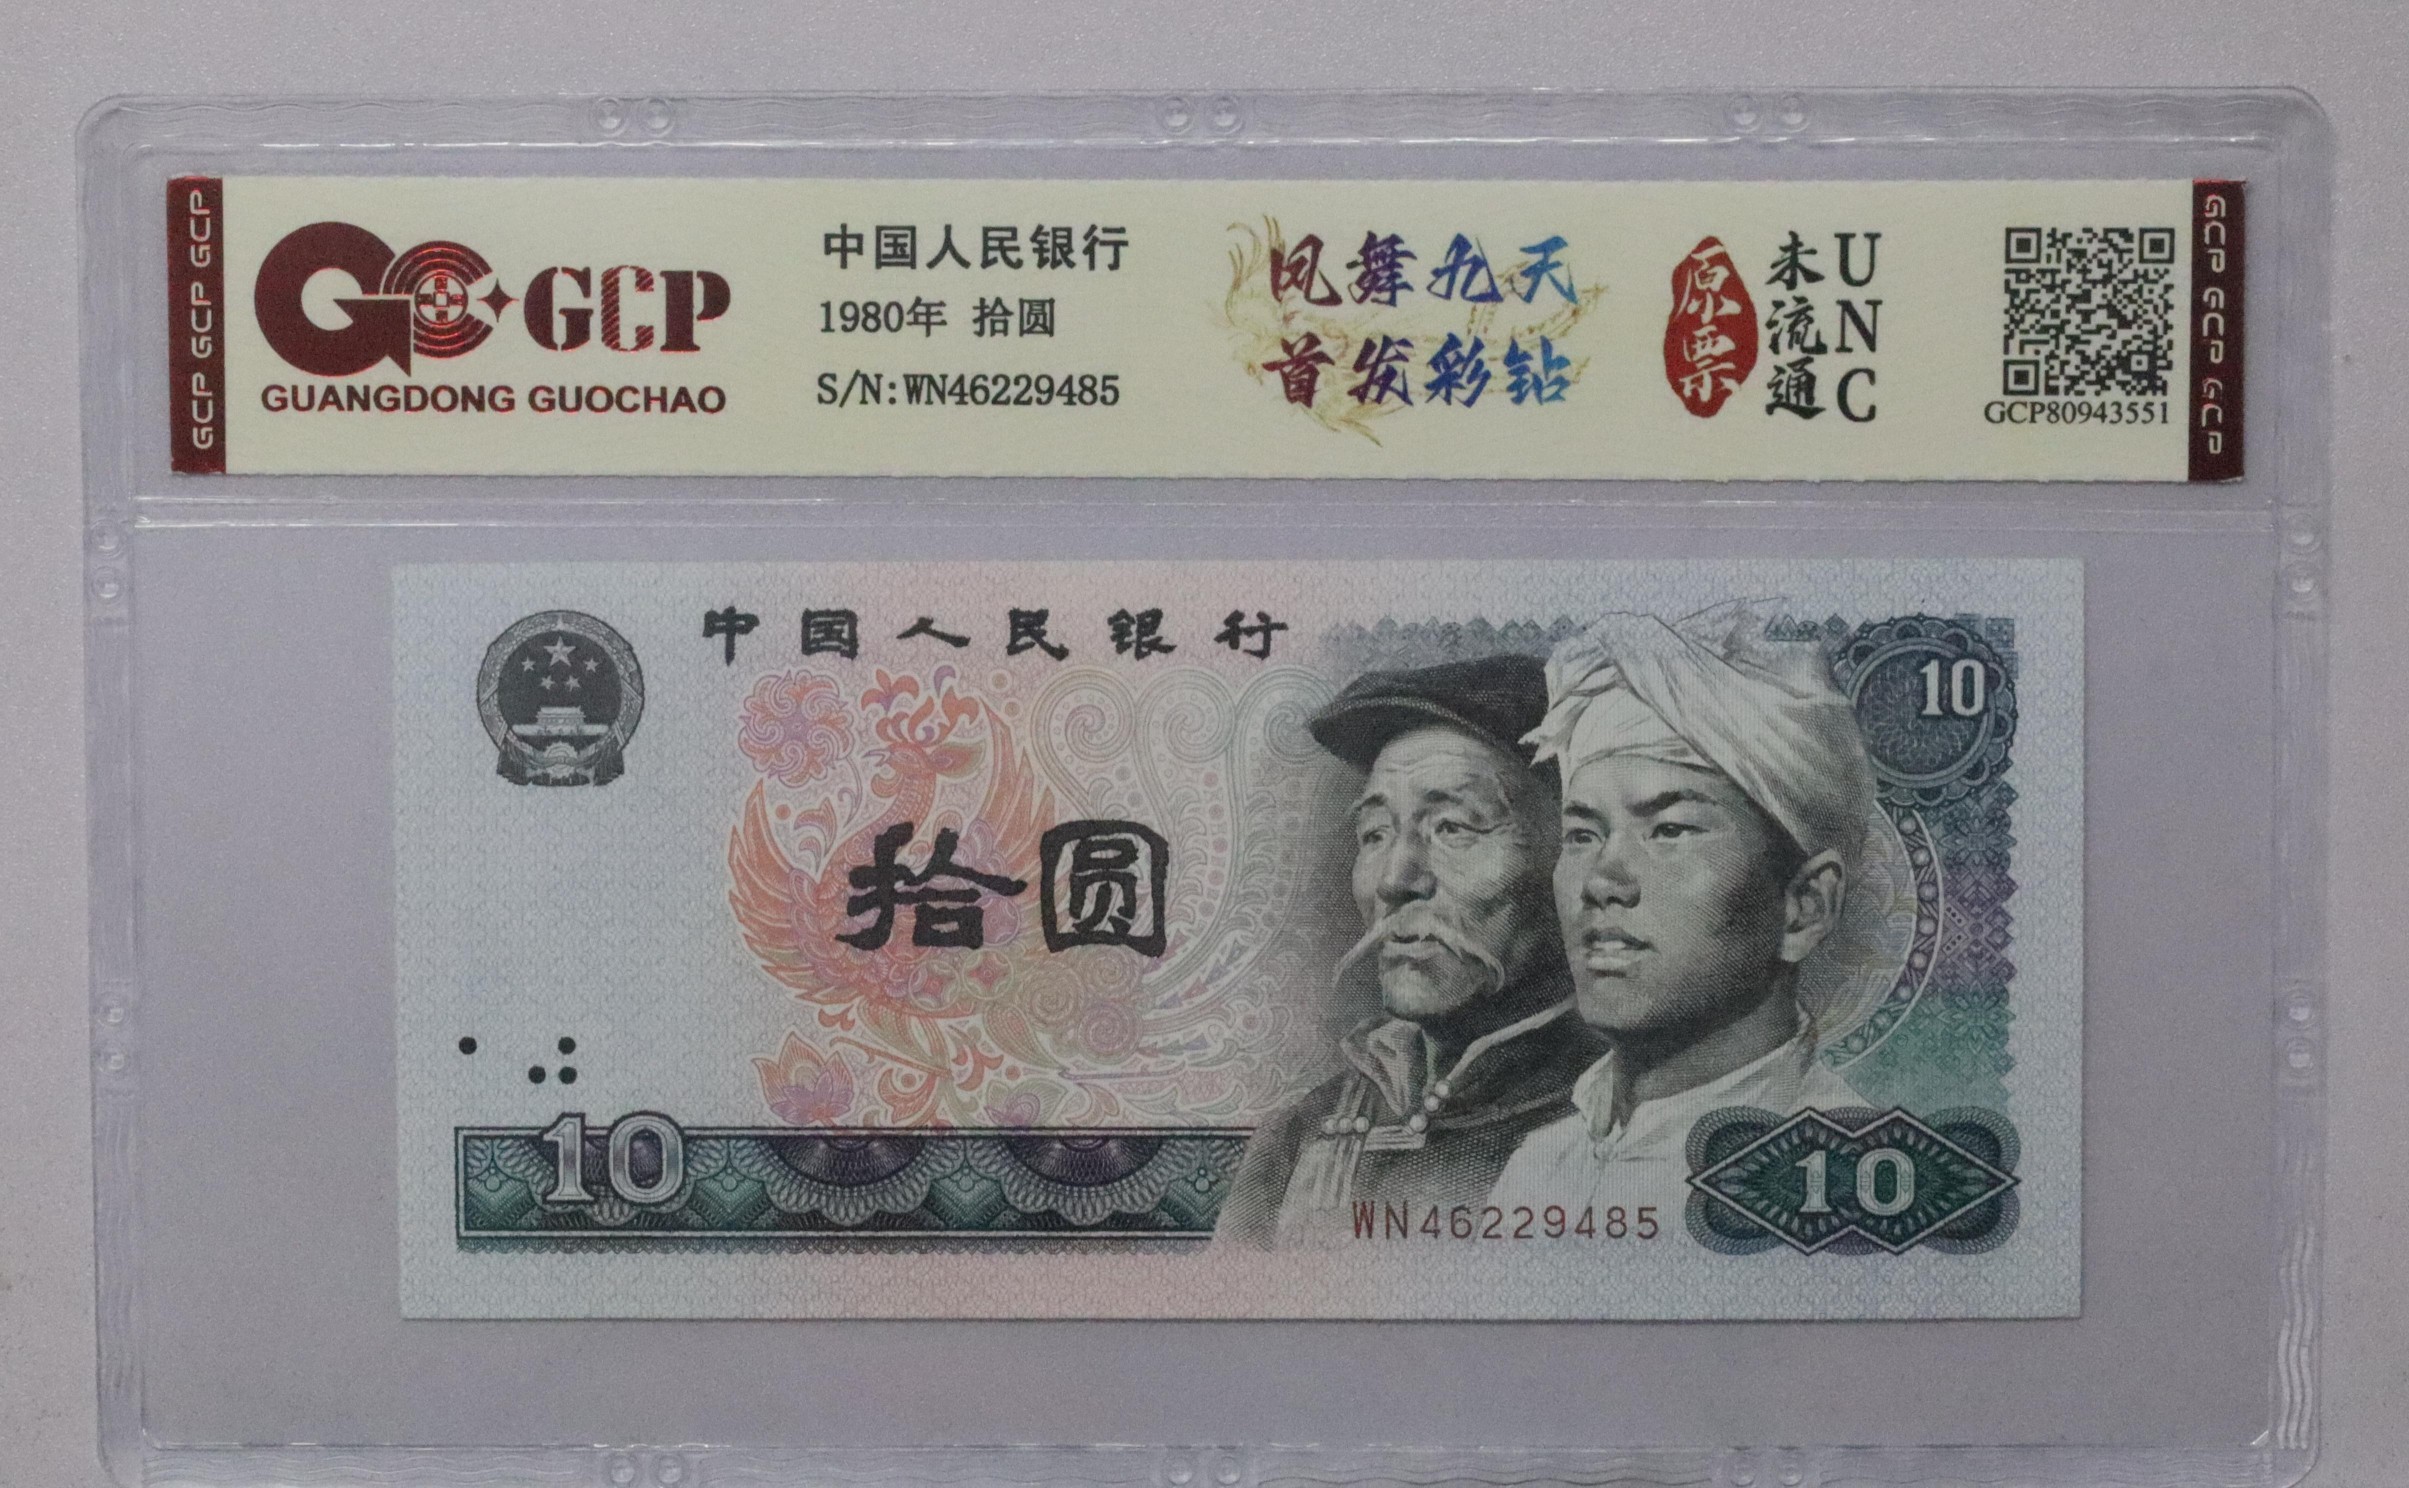 GCP GCP GCP
GCP
GUANGDONG GUOCHAO
中国人民银行
1980年 拾圆
S/N:WN46229485
凤舞九天
首发彩钻
原票
未流通
UNC
GCP80943551
GCP GCP GCP
中国人民银行
10
拾圆
10
WN46229485
10